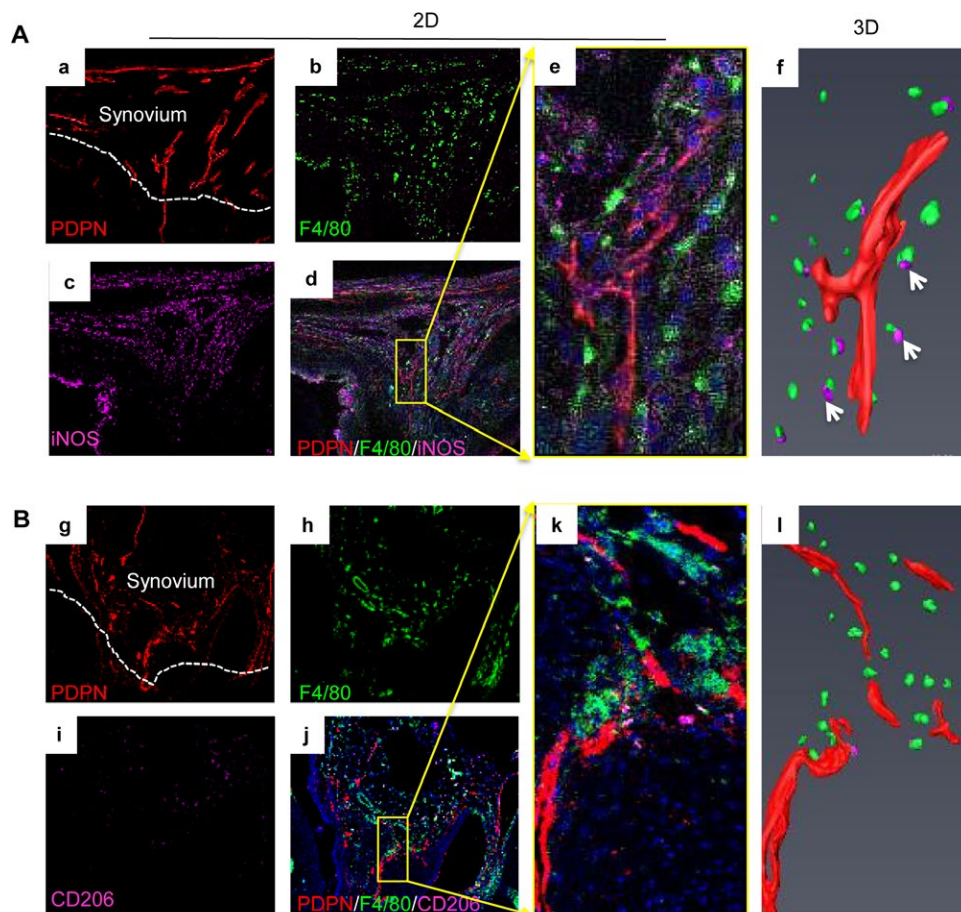 2D
3D
A
a
Synovium
PDPN
b
F4/80
c
iNOS
d
PDPN/F4/80/iNOS
e
f
B
g
Synovium
PDPN
h
F4/80
i
CD206
j
PDPN/F4/80/CD206
k
l